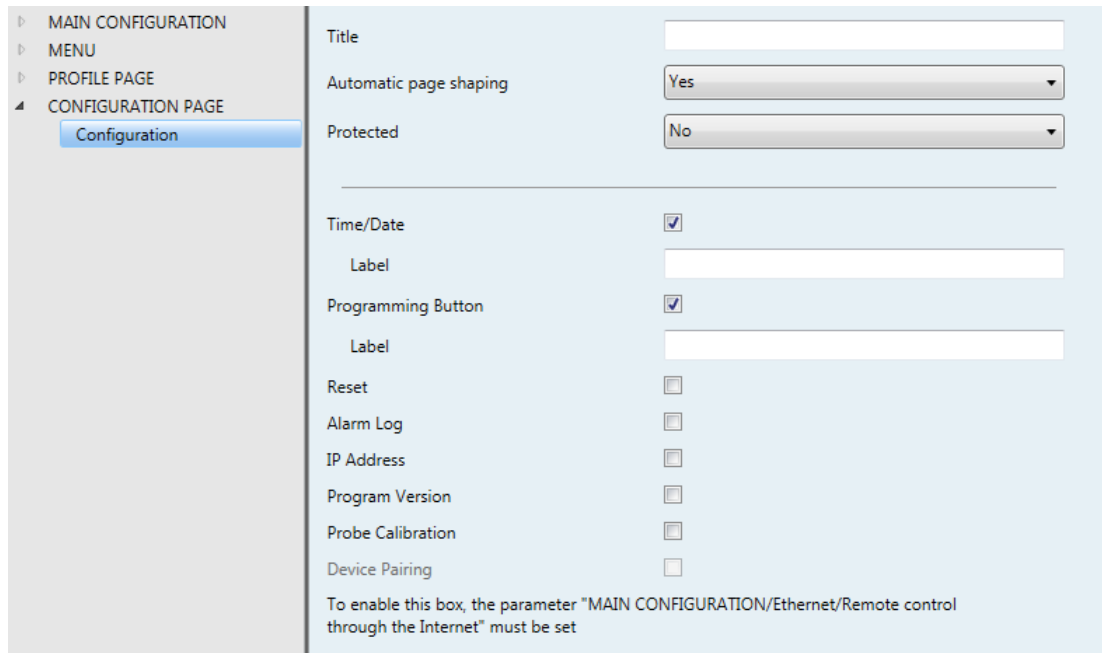 MAIN CONFIGURATION
MENU
PROFILE PAGE
CONFIGURATION PAGE
Configuration
Title
Automatic page shaping Yes
Protected No
Time/Date
Label
Programming Button
Label
Reset
Alarm Log
IP Address
Program Version
Probe Calibration
Device Pairing
To enable this box, the parameter "MAIN CONFIGURATION/Ethernet/Remote control
through the Internet" must be set